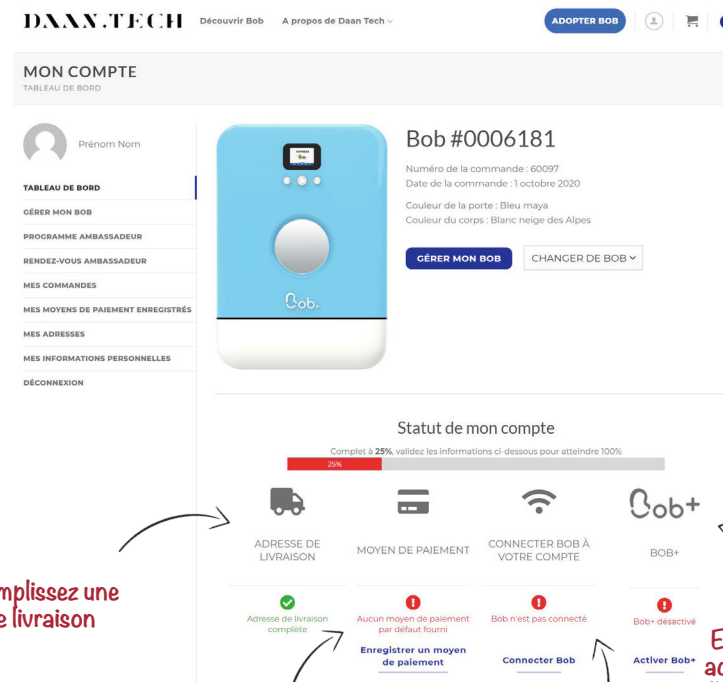 DAAN.TECH
Découvrir Bob
A propos de Daan Tech
ADOPTER BOB
MON COMPTE
TABLEAU DE BORD
Prénom Nom
TABLEAU DE BORD
GÉRER MON BOB
PROGRAMME AMBASSADEUR
RENDEZ-VOUS AMBASSADEUR
MES COMMANDES
MES MOYENS DE PAIEMENT ENREGISTRÉS
MES ADRESSES
MES INFORMATIONS PERSONNELLES
DÉCONNEXION
Bob.
Bob #0006181
Numéro de la commande : 60097
Date de la commande : 1 octobre 2020
Couleur de la porte : Bleu maya
Couleur du corps : Blanc neige des Alpes
GÉRER MON BOB
CHANGER DE BOB
Statut de mon compte
Complet à 25%, validez les informations ci-dessous pour atteindre 100%
25%
Bob+
ADRESSE DE
LIVRAISON
MOYEN DE PAIEMENT
CONNECTER BOB À
VOTRE COMPTE
BOB+
Adresse de livraison
complète
Aucun moyen de paiement
par défaut fourni
Bob n'est pas connecté
Bob+ désactivé
Enregistrer un moyen
de paiement
Connecter Bob
Activer Bob+
mplissez une
e livraison